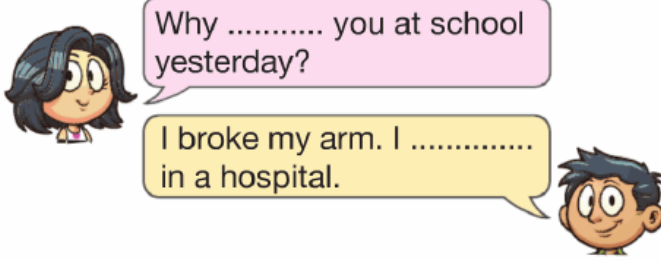 Why ........... you at school
yesterday?
I broke my arm. I ..............
in a hospital.